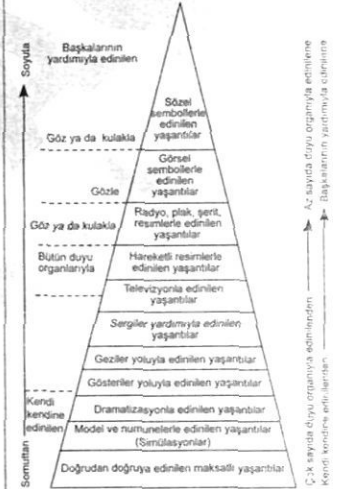 Soyuta
Başkalarının
yardımıyla edinilen
Göz ya da kulakla
Gözle
Göz ya da kulakla
Bütün duyu
organlarıyla
Kendi
kendine
edinilen
Somuttan
Sözel
sembollerle
edinilen
yaşantılar
Görsel
sembollerle
edinilen
yaşantılar
Radyo, plak, şerit,
resimlerle edinilen
yaşantılar
Hareketli resimlerle
edinilen yaşantılar
Televizyonla edinilen
yaşantılar
Sergiler yardımıyla edinilen
yaşantılar
Geziler yoluyla edinilen yaşantılar
Gösteriler yoluyla edinilen yaşantılar
Dramatizasyonla edinilen yaşantılar
Model ve numunelerle edinilen yaşantılar
(Simülasyonlar)
Doğrudan doğruya edinilen maksatlı yaşantılar
Çok sayıda duyu organıyla edinilenden
Az sayıda duyu organıyla edinilene
Kendi kendine edinilenden
Başkalarının yardımıyla edinilene